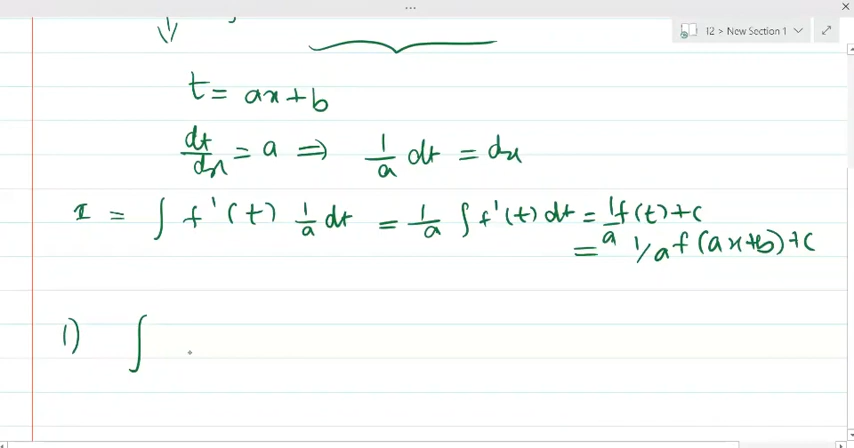 12 > New Section 1
t = ax+b
dt/dx = a ⇒ 1/a dt = dx
I = ∫ f'(t) 1/a dt = 1/a ∫ f'(t) dt = 1/a f(t)+c
= 1/a f(ax+b)+c
1) ∫